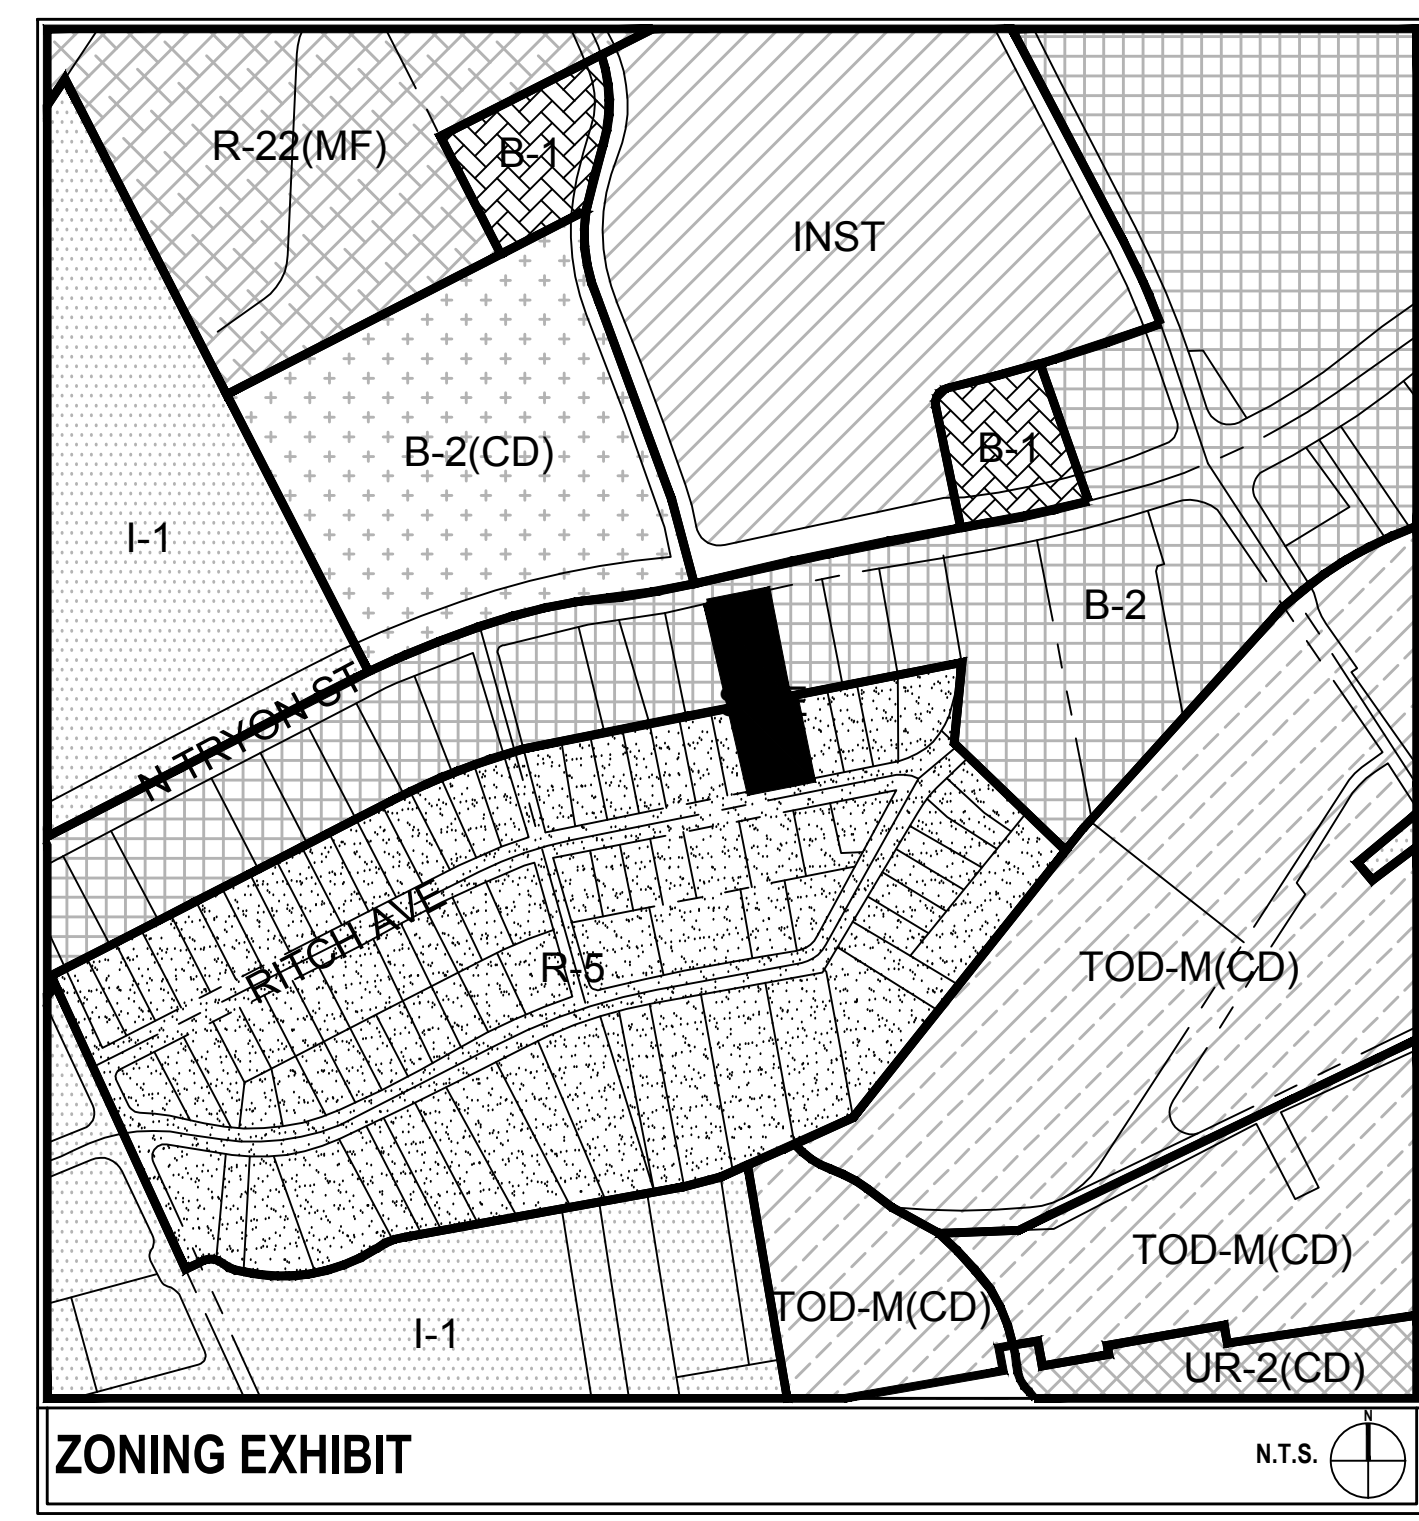 R-22(MF)
B-1
INST
B-2(CD)
B-1
I-1
B-2
N TRYON ST
RITCH AVE
R-5
TOD-M(CD)
TOD-M(CD)
TOD-M(CD)
I-1
UR-2(CD)
ZONING EXHIBIT
N.T.S.
N